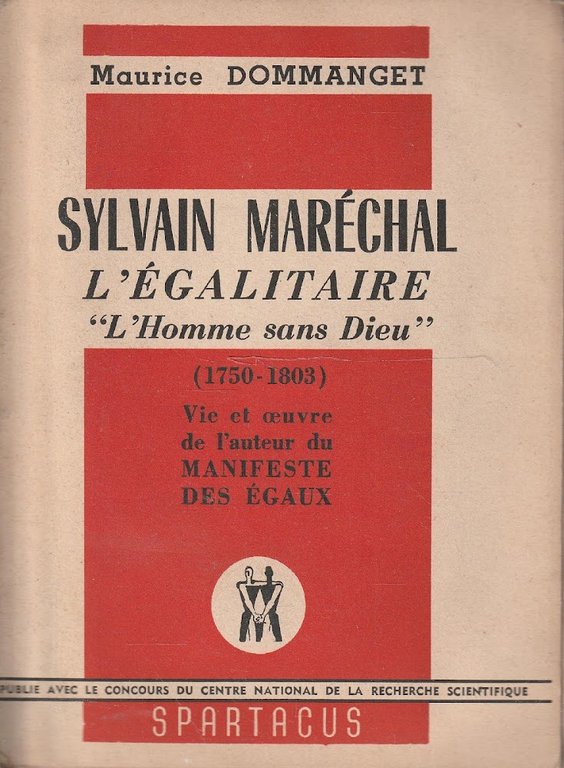 Maurice DOMMANGET
SYLVAIN MARÉCHAL
L'ÉGALITAIRE
"L'Homme sans Dieu"
(1750-1803)
Vie et œuvre
de l'auteur du
MANIFESTE
DES ÉGAUX
PUBLIE AVEC LE CONCOURS DU CENTRE NATIONAL DE LA RECHERCHE SCIENTIFIQUE
SPARTACUS